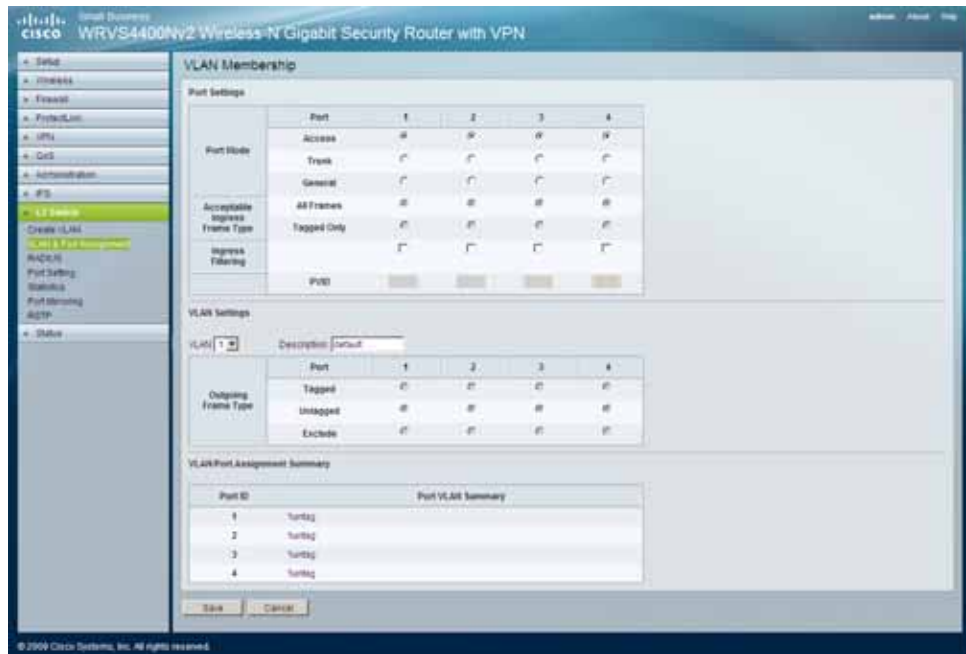 Small Business
cisco WRVS4400Nv2 Wireless-N Gigabit Security Router with VPN
admin About Help
Setup
Wireless
Firewall
ProtectLink
VPN
QoS
Administration
IPS
L2 Switch
Create VLAN
VLAN & Port Assignment
RADIUS
Port Setting
Statistics
Port Mirroring
RSTP
Status
VLAN Membership
Port Settings
Port 1 2 3 4
Port Mode
Access
Trunk
General
Acceptable Ingress Frame Type
All Frames
Tagged Only
Ingress Filtering
PVID
VLAN Settings
VLAN 1 Description default
Port 1 2 3 4
Outgoing Frame Type
Tagged
Untagged
Exclude
VLAN/Port Assignment Summary
Port ID Port VLAN Summary
1 1untag
2 1untag
3 1untag
4 1untag
Save Cancel
© 2009 Cisco Systems, Inc. All rights reserved.